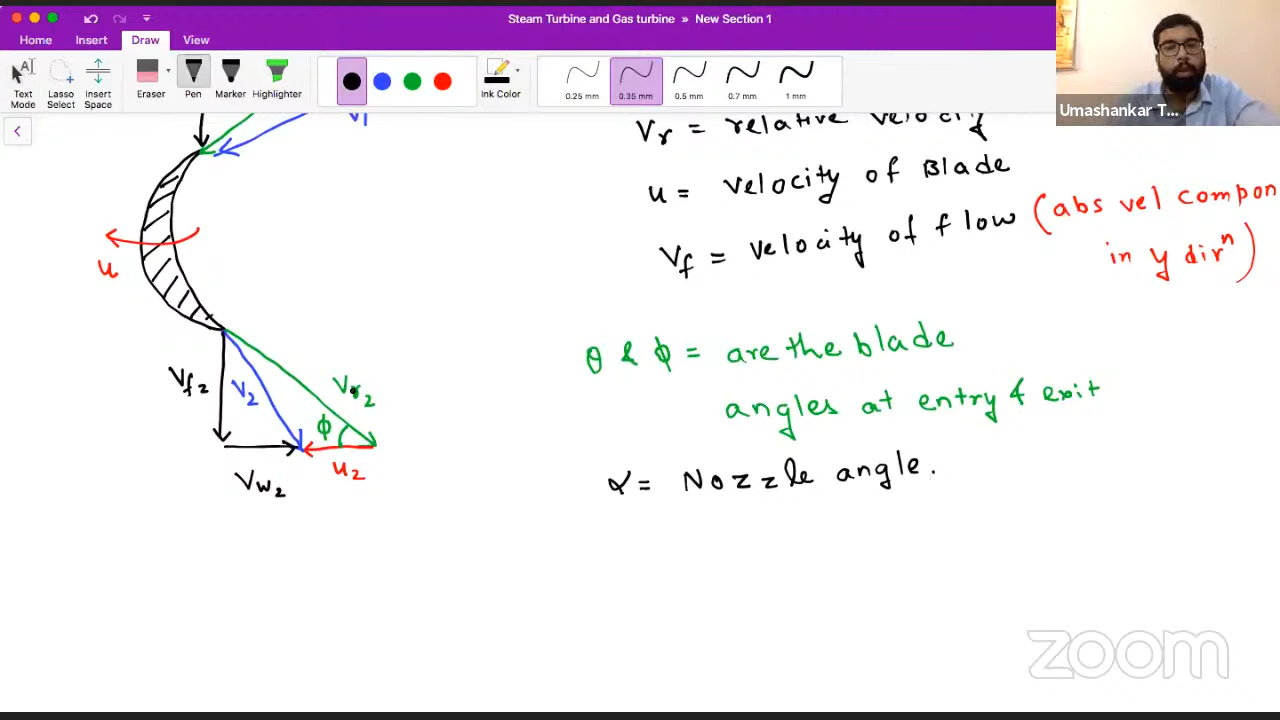 Steam Turbine and Gas turbine » New Section 1
Home Insert Draw View
Text Mode
Lasso Select
Insert Space
Eraser
Pen
Marker
Highlighter
Ink Color
0.25 mm
0.35 mm
0.5 mm
0.7 mm
1 mm
Umashankar T...
V1
Vr = relative velocity
u = velocity of Blade
Vf = velocity of flow (abs vel compon
in y dirⁿ)
u
θ & ϕ = are the blade
angles at entry & exit
α = Nozzle angle.
Vf2
V2
Vr2
ϕ
u2
Vw2
zoom